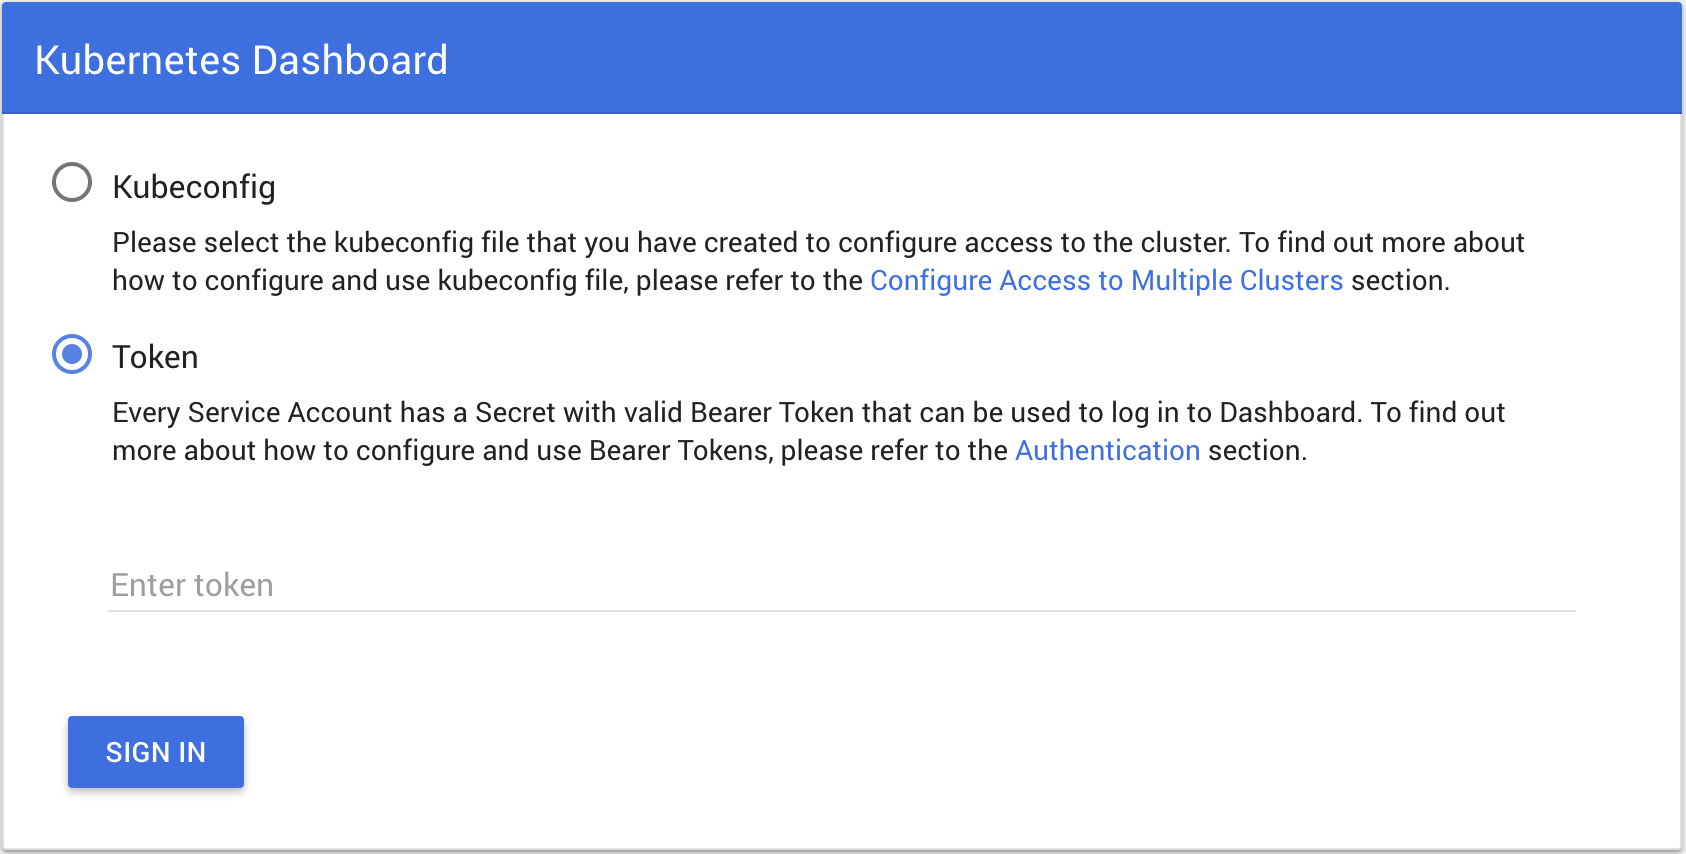 Kubernetes Dashboard
Kubeconfig
Please select the kubeconfig file that you have created to configure access to the cluster. To find out more about
how to configure and use kubeconfig file, please refer to the Configure Access to Multiple Clusters section.
Token
Every Service Account has a Secret with valid Bearer Token that can be used to log in to Dashboard. To find out
more about how to configure and use Bearer Tokens, please refer to the Authentication section.
Enter token
SIGN IN